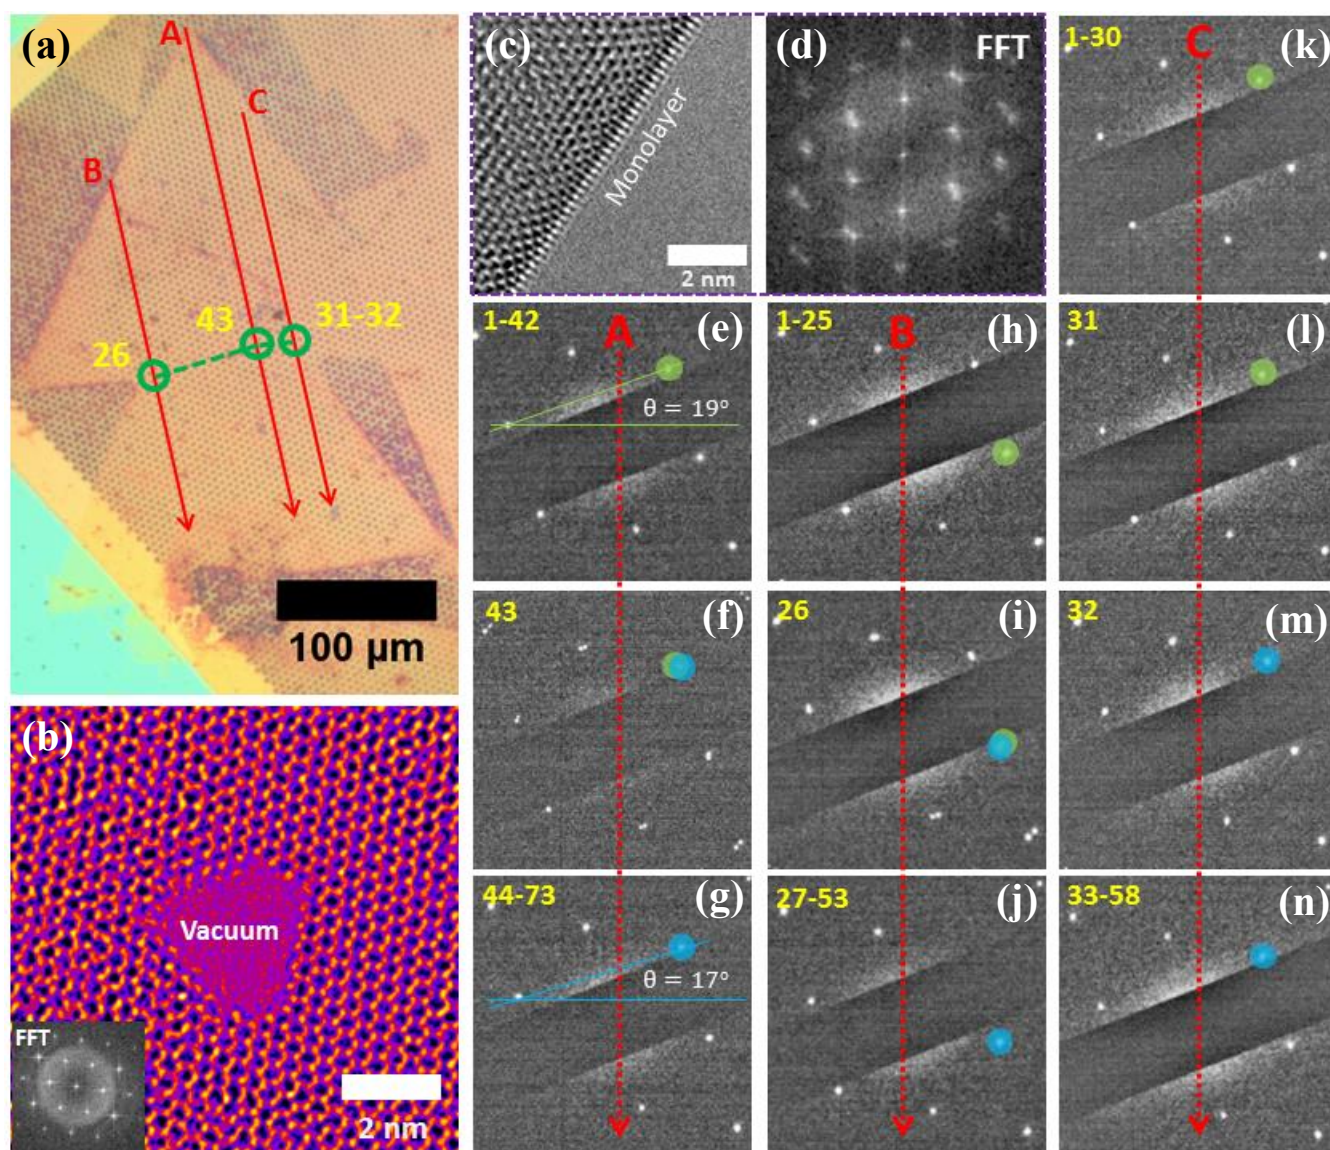 (a)
A
C
B
43
31-32
26
100 µm
(b)
Vacuum
FFT
2 nm
(c)
Monolayer
2 nm
(d)
FFT
1-42
A
(e)
θ = 19°
43
(f)
44-73
(g)
θ = 17°
1-25
B
(h)
26
(i)
27-53
(j)
1-30
C
(k)
31
(l)
32
(m)
33-58
(n)